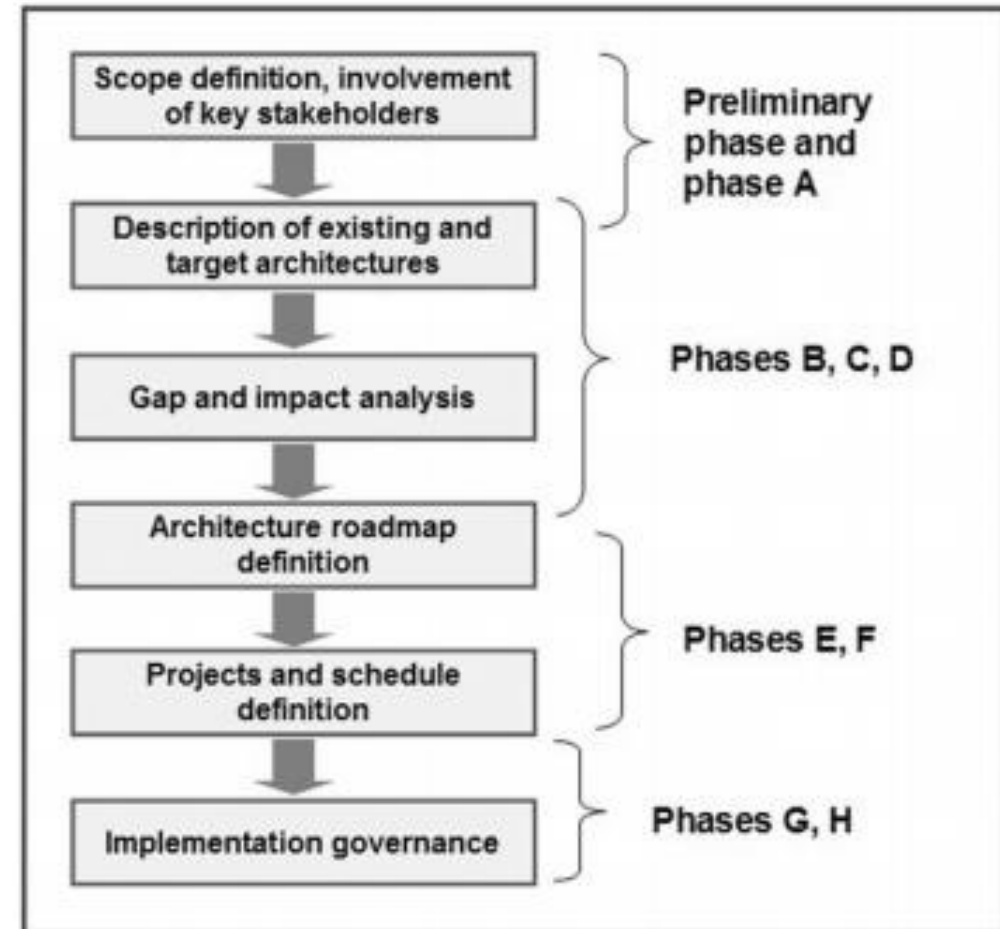 Scope definition, involvement
of key stakeholders
Preliminary
phase and
phase A
Description of existing and
target architectures
Phases B, C, D
Gap and impact analysis
Architecture roadmap
definition
Phases E, F
Projects and schedule
definition
Phases G, H
Implementation governance